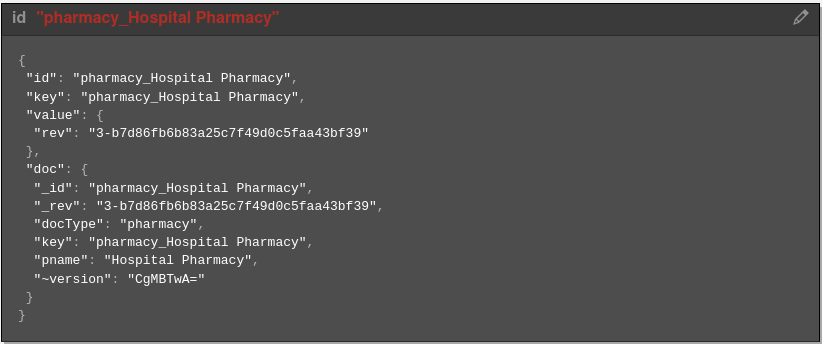 id "pharmacy_Hospital Pharmacy"
{
"id": "pharmacy_Hospital Pharmacy",
"key": "pharmacy_Hospital Pharmacy",
"value": {
"rev": "3-b7d86fb6b83a25c7f49d0c5faa43bf39"
},
"doc": {
"_id": "pharmacy_Hospital Pharmacy",
"_rev": "3-b7d86fb6b83a25c7f49d0c5faa43bf39",
"docType": "pharmacy",
"key": "pharmacy_Hospital Pharmacy",
"pname": "Hospital Pharmacy",
"~version": "CgMBTwA="
}
}